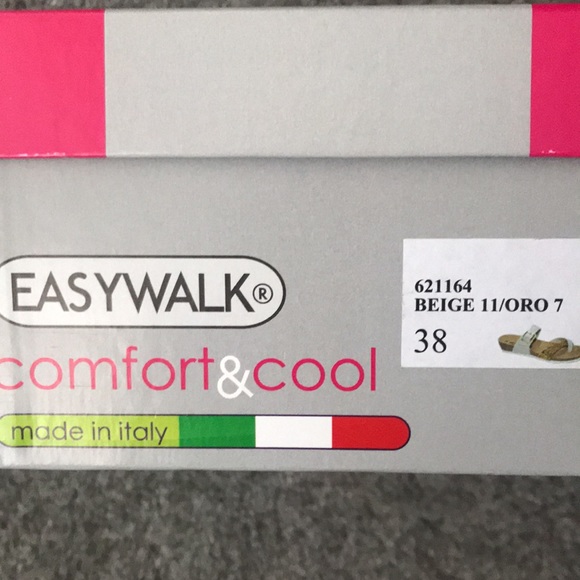 EASYWALK®
comfort&cool
made in italy
621164
BEIGE 11/ORO 7
38